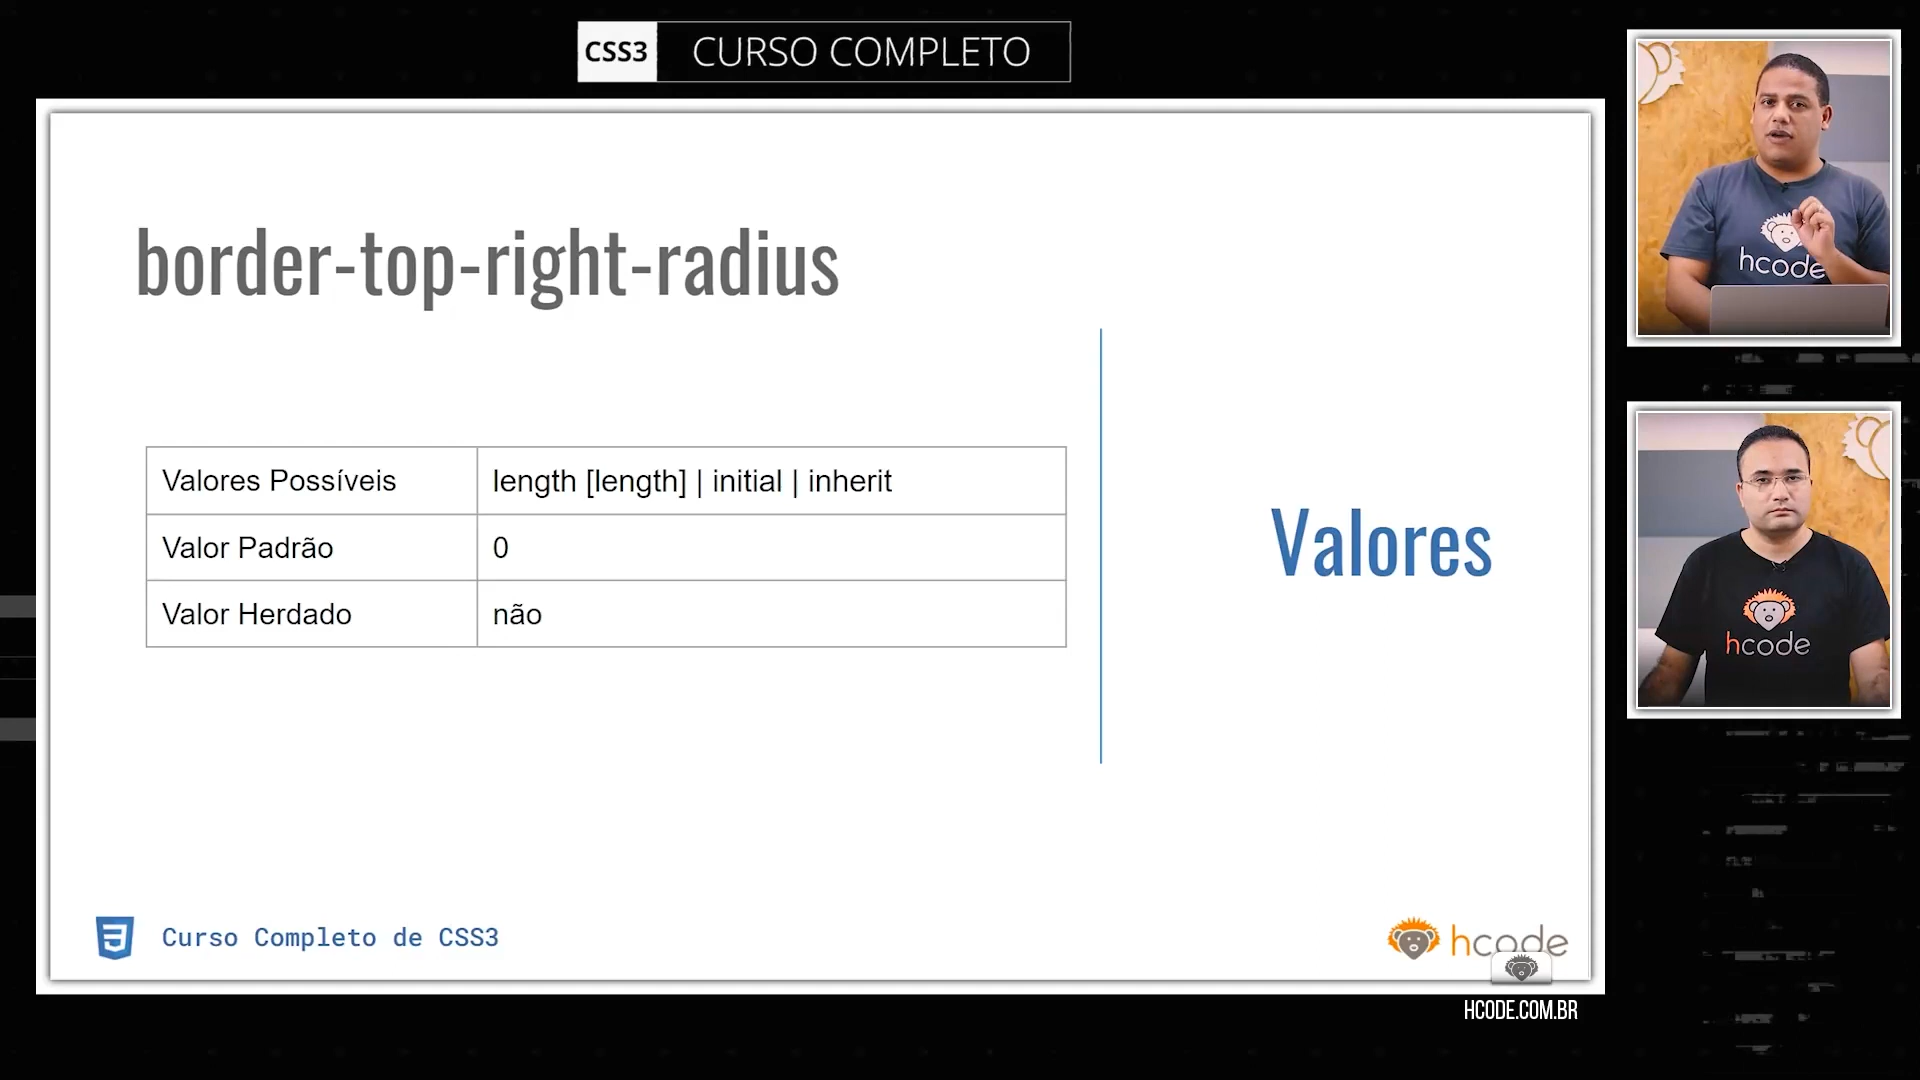 CSS3 CURSO COMPLETO
border-top-right-radius
Valores Possíveis length [length] | initial | inherit
Valor Padrão 0
Valor Herdado não
Valores
Curso Completo de CSS3
hcode
HCODE.COM.BR
hcode
hcode